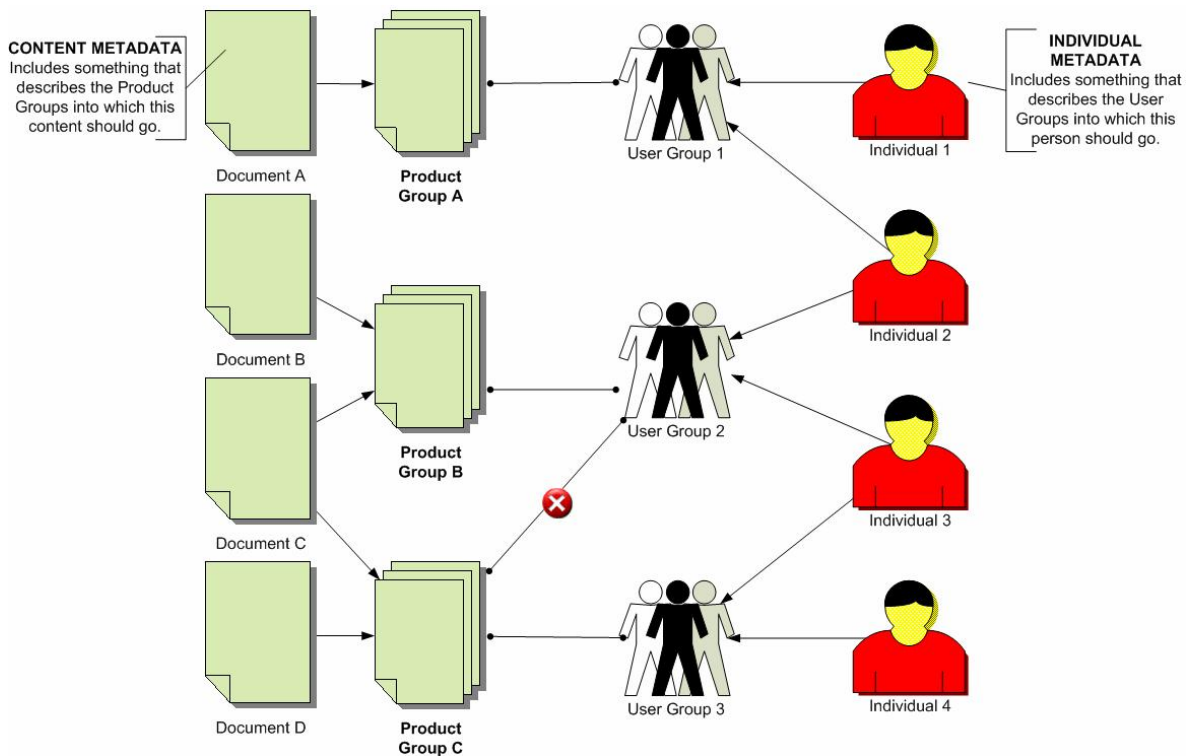 CONTENT METADATA
Includes something that
describes the Product
Groups into which this
content should go.
INDIVIDUAL
METADATA
Includes something that
describes the User
Groups into which this
person should go.
Document A
Product
Group A
User Group 1
Individual 1
Document B
Product
Group B
User Group 2
Individual 2
Document C
Individual 3
Document D
Product
Group C
User Group 3
Individual 4